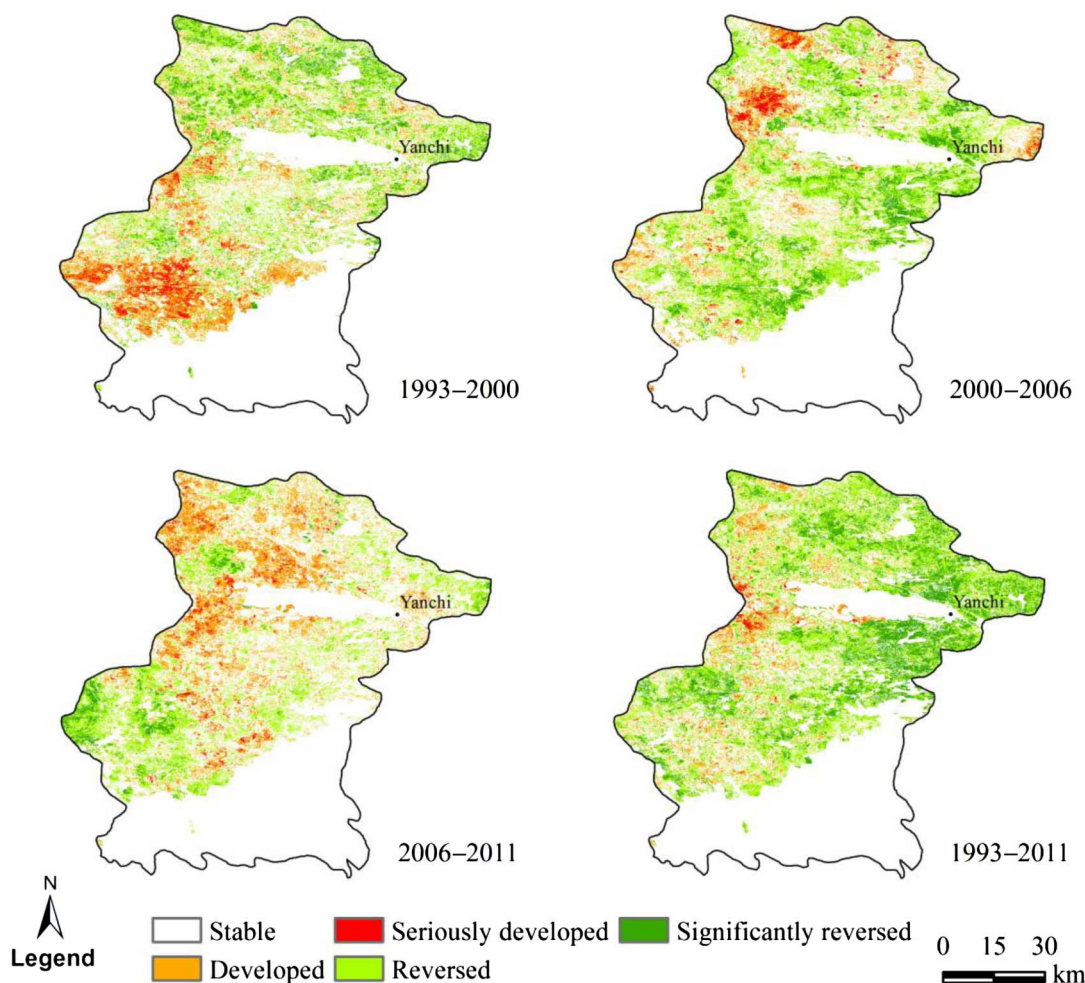 Yanchi
Yanchi
1993–2000
2000–2006
Yanchi
Yanchi
2006–2011
1993–2011
N
Legend
Stable
Seriously developed
Significantly reversed
Developed
Reversed
0 15 30
km